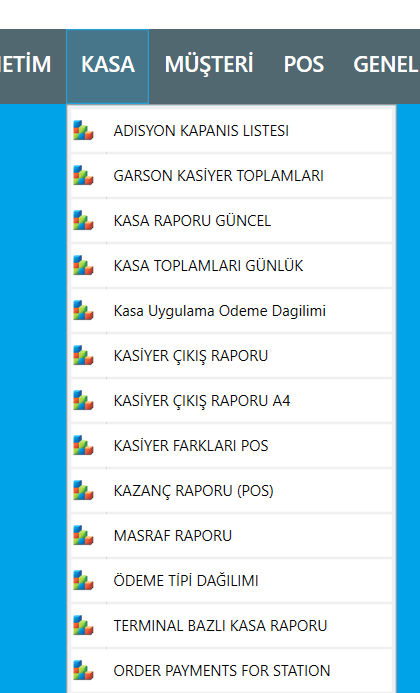 KASA MÜŞTERİ POS GENEL
ADISYON KAPANIS LISTESI
GARSON KASİYER TOPLAMLARI
KASA RAPORU GÜNCEL
KASA TOPLAMLARI GÜNLÜK
Kasa Uygulama Odeme Dagilimi
KASİYER ÇIKIŞ RAPORU
KASİYER ÇIKIŞ RAPORU A4
KASİYER FARKLARI POS
KAZANÇ RAPORU (POS)
MASRAF RAPORU
ÖDEME TİPİ DAĞILIMI
TERMINAL BAZLI KASA RAPORU
ORDER PAYMENTS FOR STATION